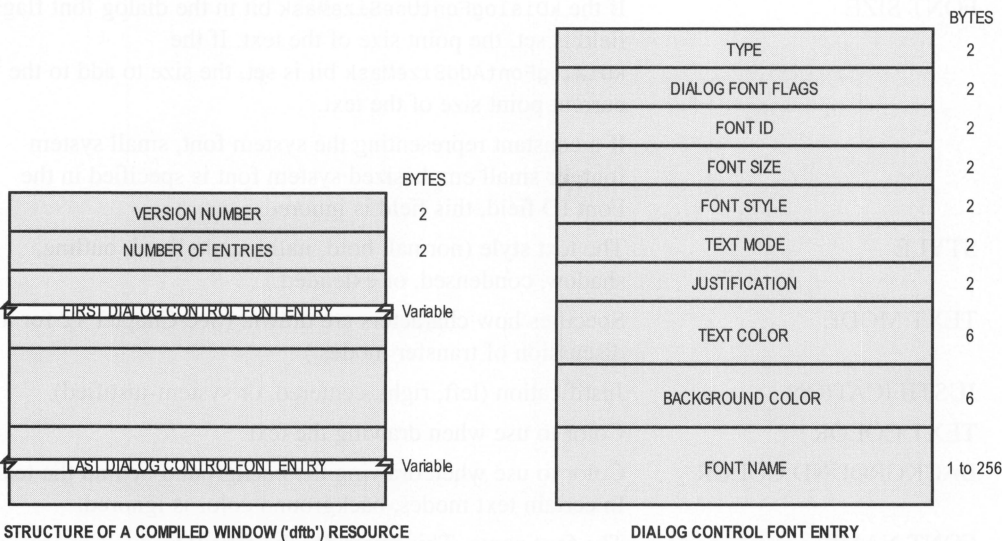 BYTES
VERSION NUMBER 2
NUMBER OF ENTRIES 2
FIRST DIALOG CONTROL FONT ENTRY Variable
LAST DIALOG CONTROLFONT ENTRY Variable
STRUCTURE OF A COMPILED WINDOW ('dftb') RESOURCE
BYTES
TYPE 2
DIALOG FONT FLAGS 2
FONT ID 2
FONT SIZE 2
FONT STYLE 2
TEXT MODE 2
JUSTIFICATION 2
TEXT COLOR 6
BACKGROUND COLOR 6
FONT NAME 1 to 256
DIALOG CONTROL FONT ENTRY